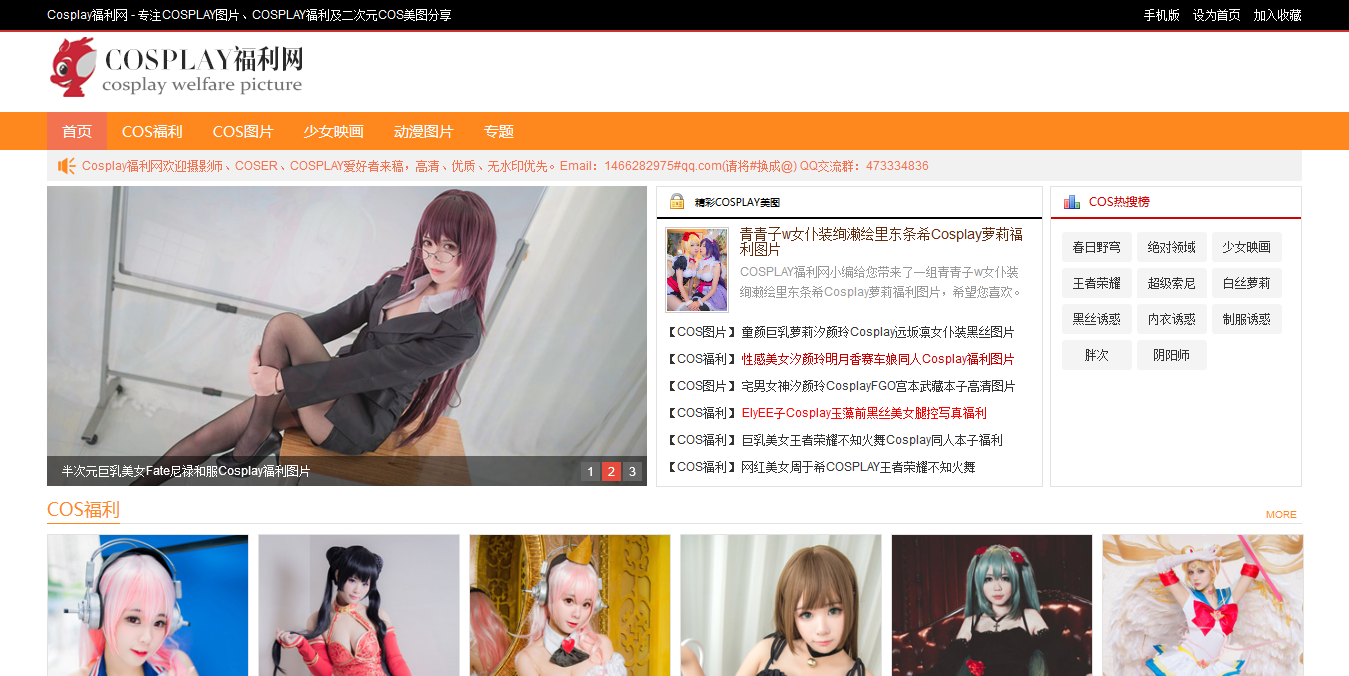 Cosplay福利网 - 专注COSPLAY图片、COSPLAY福利及二次元COS美图分享
手机版 设为首页 加入收藏
COSPLAY福利网
cosplay welfare picture
首页 COS福利 COS图片 少女映画 动漫图片 专题
Cosplay福利网欢迎摄影师、COSER、COSPLAY爱好者来稿，高清、优质、无水印优先。Email：1466282975#qq.com(请将#换成@) QQ交流群：473334836
半次元巨乳美女Fate尼禄和服Cosplay福利图片
1 2 3
精彩COSPLAY美图
青青子w女仆装绚濑绘里东条希Cosplay萝莉福
利图片
COSPLAY福利网小编给您带来了一组青青子w女仆装
绚濑绘里东条希Cosplay萝莉福利图片，希望您喜欢。
【COS图片】童颜巨乳萝莉汐颜玲Cosplay远坂凛女仆装黑丝图片
【COS福利】性感美女汐颜玲明月香赛车娘同人Cosplay福利图片
【COS图片】宅男女神汐颜玲CosplayFGO宫本武藏本子高清图片
【COS福利】ElyEE子Cosplay玉藻前黑丝美女腿控写真福利
【COS福利】巨乳美女王者荣耀不知火舞Cosplay同人本子福利
【COS福利】网红美女周于希COSPLAY王者荣耀不知火舞
COS热搜榜
春日野穹 绝对领域 少女映画
王者荣耀 超级索尼 白丝萝莉
黑丝诱惑 内衣诱惑 制服诱惑
胖次 阴阳师
COS福利
MORE